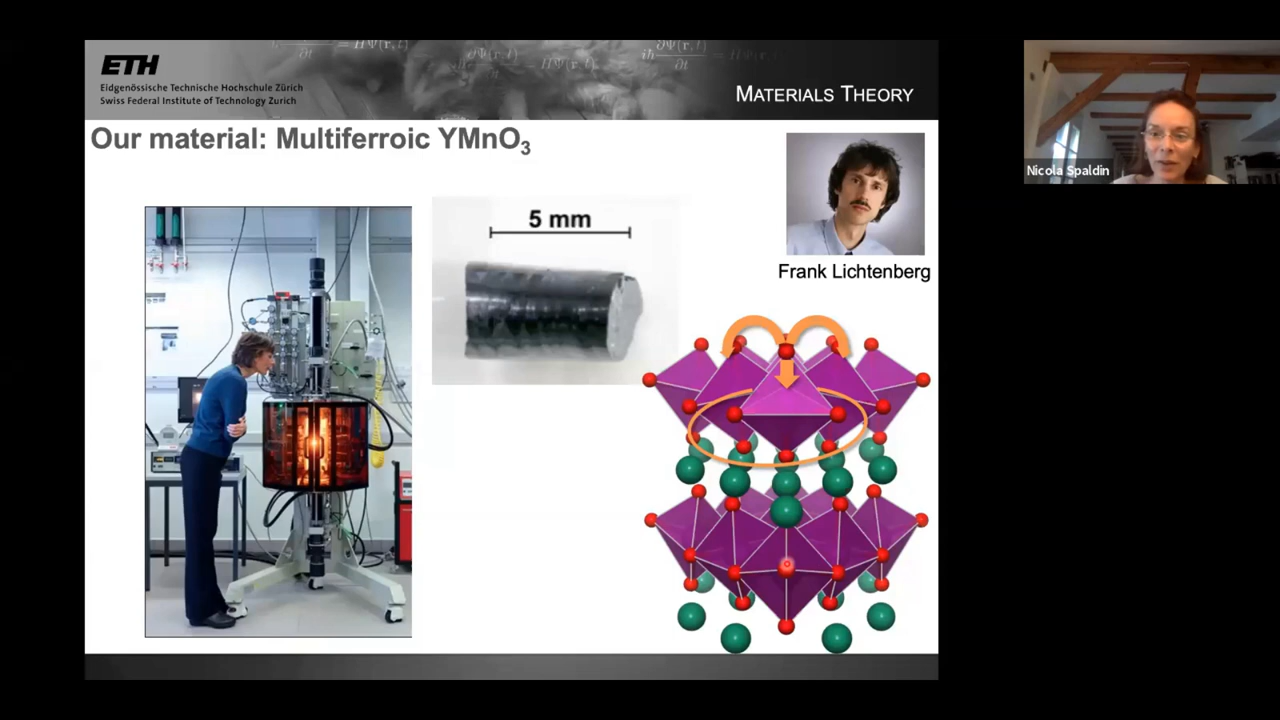 ETH
Eidgenössische Technische Hochschule Zürich
Swiss Federal Institute of Technology Zurich
MATERIALS THEORY
Our material: Multiferroic YMnO3
5 mm
Frank Lichtenberg
Nicola Spaldin